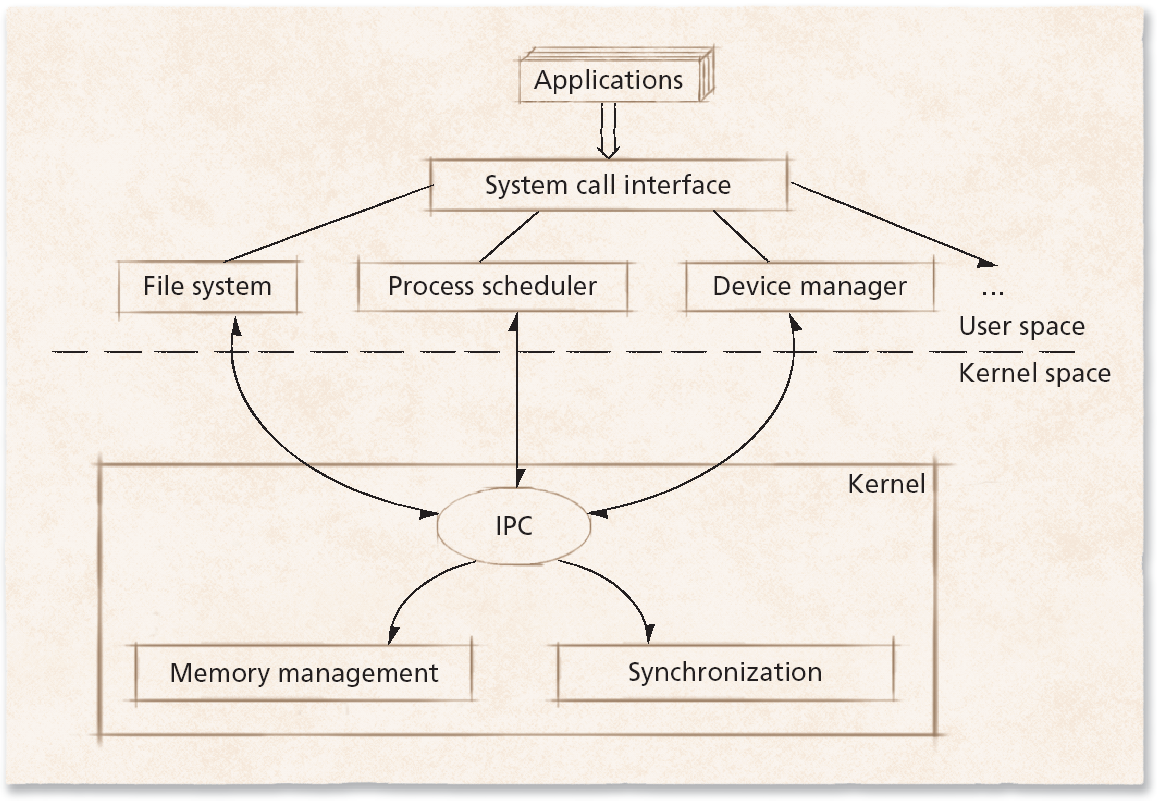 Applications
System call interface
File system
Process scheduler
Device manager
...
User space
Kernel space
Kernel
IPC
Memory management
Synchronization